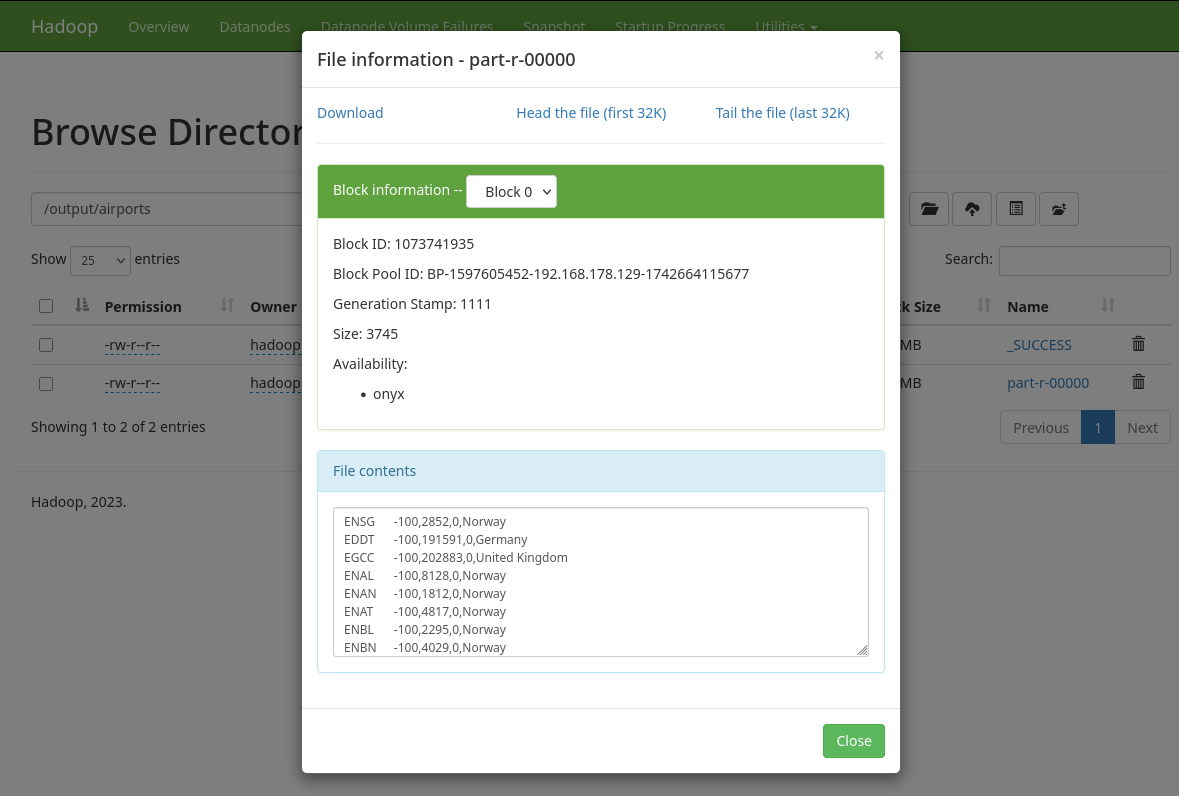 Hadoop Overview Datanodes Datanode Volume Failures Snapshot Startup Progress Utilities
File information - part-r-00000 ×
Download Head the file (first 32K) Tail the file (last 32K)
Browse Director
Block information -- Block 0
/output/airports
Block ID: 1073741935
Show 25 entries Search:
Block Pool ID: BP-1597605452-192.168.178.129-1742664115677
Generation Stamp: 1111
Permission Owner k Size Name
Size: 3745
-rw-r--r-- hadoop MB _SUCCESS
Availability:
-rw-r--r-- hadoop MB part-r-00000
• onyx
Showing 1 to 2 of 2 entries Previous 1 Next
File contents
Hadoop, 2023.
ENSG -100,2852,0,Norway
EDDT -100,191591,0,Germany
EGCC -100,202883,0,United Kingdom
ENAL -100,8128,0,Norway
ENAN -100,1812,0,Norway
ENAT -100,4817,0,Norway
ENBL -100,2295,0,Norway
ENBN -100,4029,0,Norway
Close